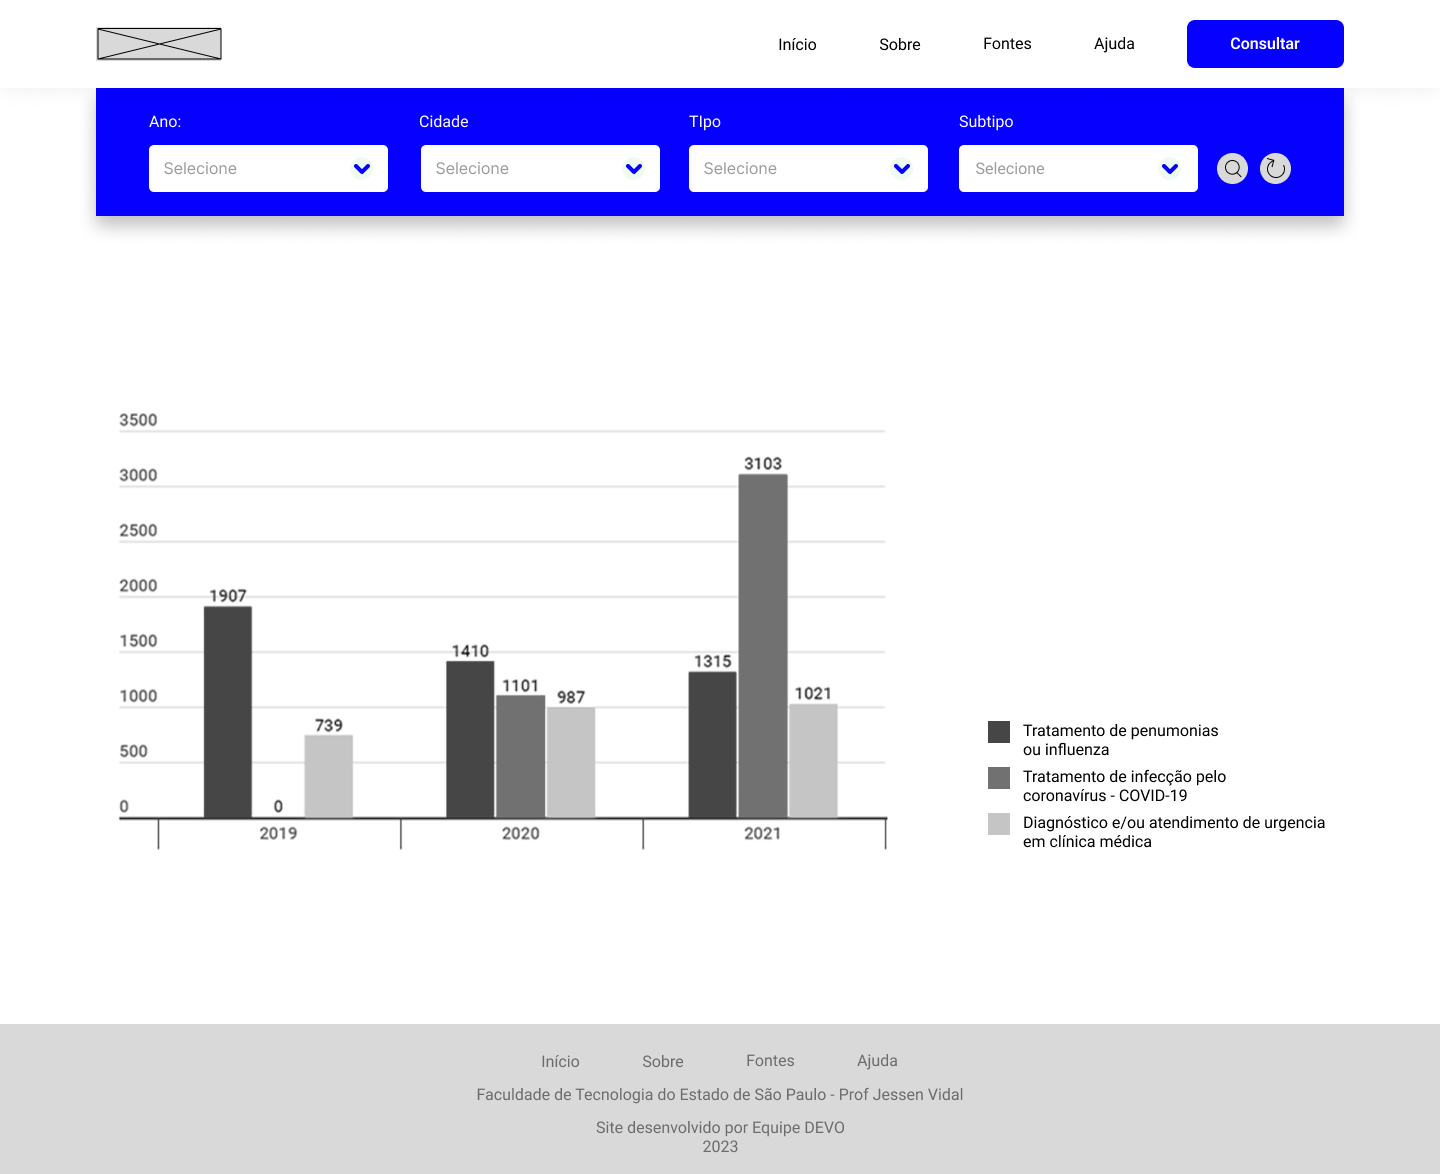 Início Sobre Fontes Ajuda Consultar
Ano: Cidade TIpo Subtipo
Selecione Selecione Selecione Selecione
3500
3000
2500
2000
1500
1000
500
0
1907 0 739
1410 1101 987
1315 3103 1021
2019 2020 2021
Tratamento de penumonias
ou influenza
Tratamento de infecção pelo
coronavírus - COVID-19
Diagnóstico e/ou atendimento de urgencia
em clínica médica
Início Sobre Fontes Ajuda
Faculdade de Tecnologia do Estado de São Paulo - Prof Jessen Vidal
Site desenvolvido por Equipe DEVO
2023